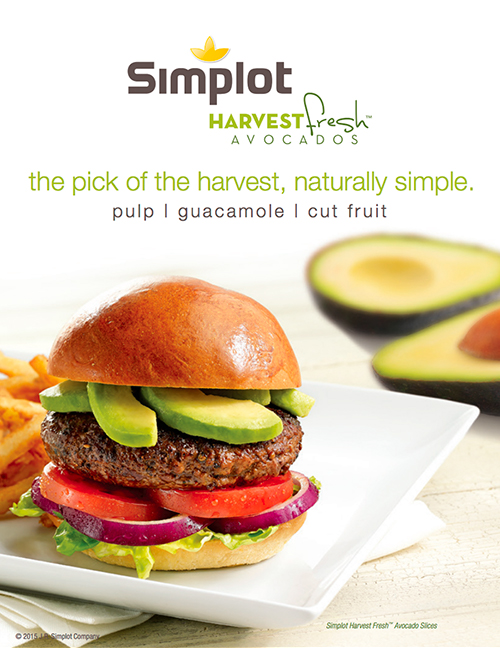 Simplot
HARVEST fresh™
AVOCADOS
the pick of the harvest, naturally simple.
pulp | guacamole | cut fruit
Simplot Harvest Fresh™ Avocado Slices
© 2015 J.R. Simplot Company